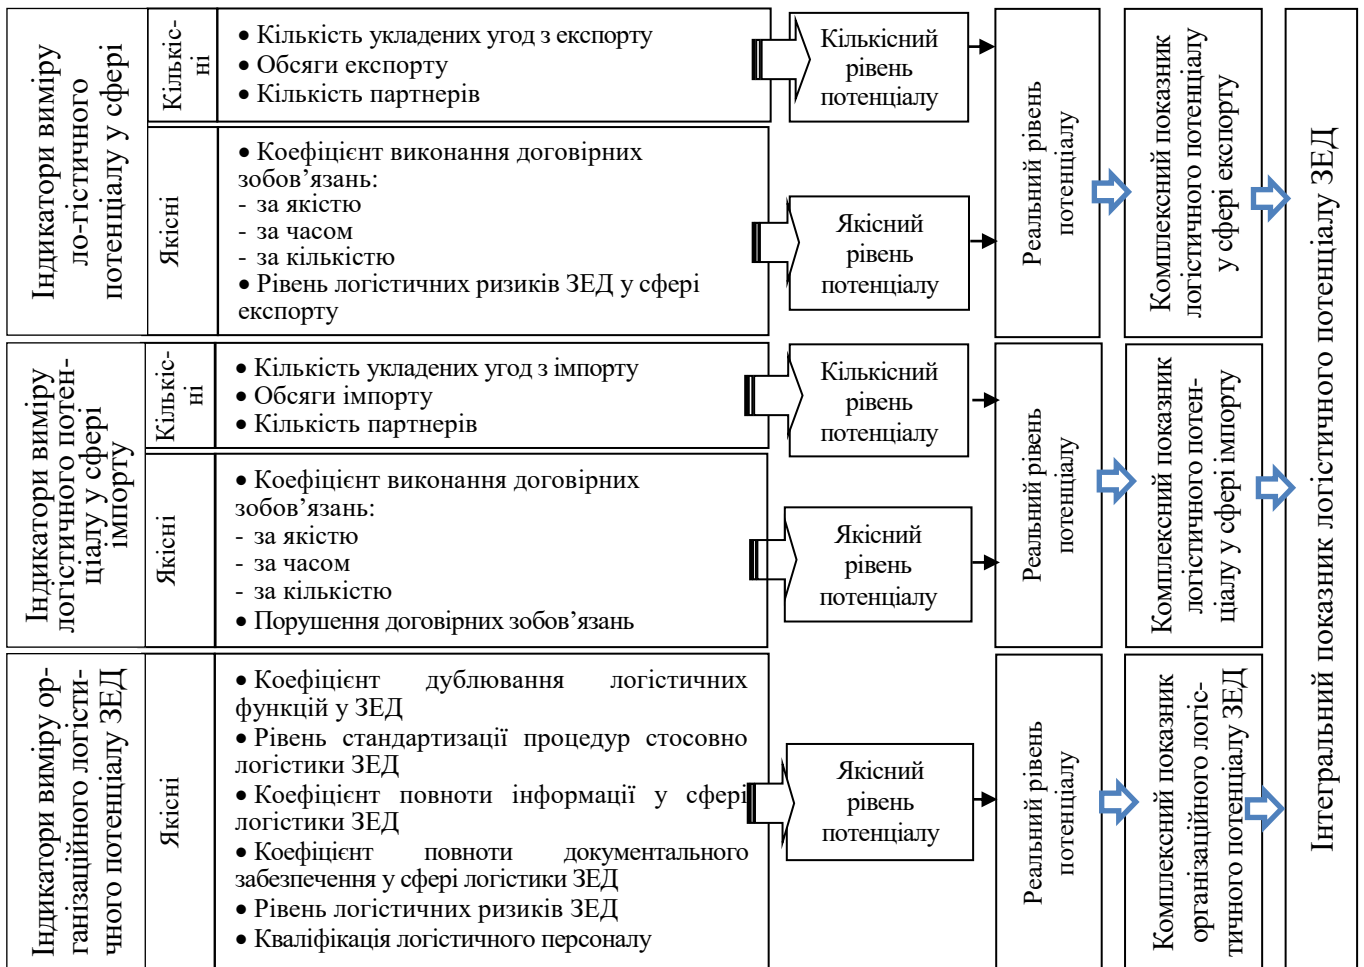 Індикатори виміру
ло-гістичного
потенціалу у сфері
Кількіс-
ні
• Кількість укладених угод з експорту
• Обсяги експорту
• Кількість партнерів
Кількісний
рівень
потенціалу
Якісні
• Коефіцієнт виконання договірних
зобов’язань:
- за якістю
- за часом
- за кількістю
• Рівень логістичних ризиків ЗЕД у сфері
експорту
Якісний
рівень
потенціалу
Реальний рівень
потенціалу
Комплексний показник
логістичного потенціалу
у сфері експорту
Індикатори виміру
логістичного потен-
ціалу у сфері
імпорту
Кількіс-
ні
• Кількість укладених угод з імпорту
• Обсяги імпорту
• Кількість партнерів
Кількісний
рівень
потенціалу
Якісні
• Коефіцієнт виконання договірних
зобов’язань:
- за якістю
- за часом
- за кількістю
• Порушення договірних зобов’язань
Якісний
рівень
потенціалу
Реальний рівень
потенціалу
Комплексний показник
логістичного потен-
ціалу у сфері імпорту
Індикатори виміру ор-
ганізаційного логісти-
чного потенціалу ЗЕД
Якісні
• Коефіцієнт дублювання логістичних
функцій у ЗЕД
• Рівень стандартизації процедур стосовно
логістики ЗЕД
• Коефіцієнт повноти інформації у сфері
логістики ЗЕД
• Коефіцієнт повноти документального
забезпечення у сфері логістики ЗЕД
• Рівень логістичних ризиків ЗЕД
• Кваліфікація логістичного персоналу
Якісний
рівень
потенціалу
Реальний рівень
потенціалу
Комплексний показник
організаційного логіс-
тичного потенціалу ЗЕД
Інтегральний показник логістичного потенціалу ЗЕД